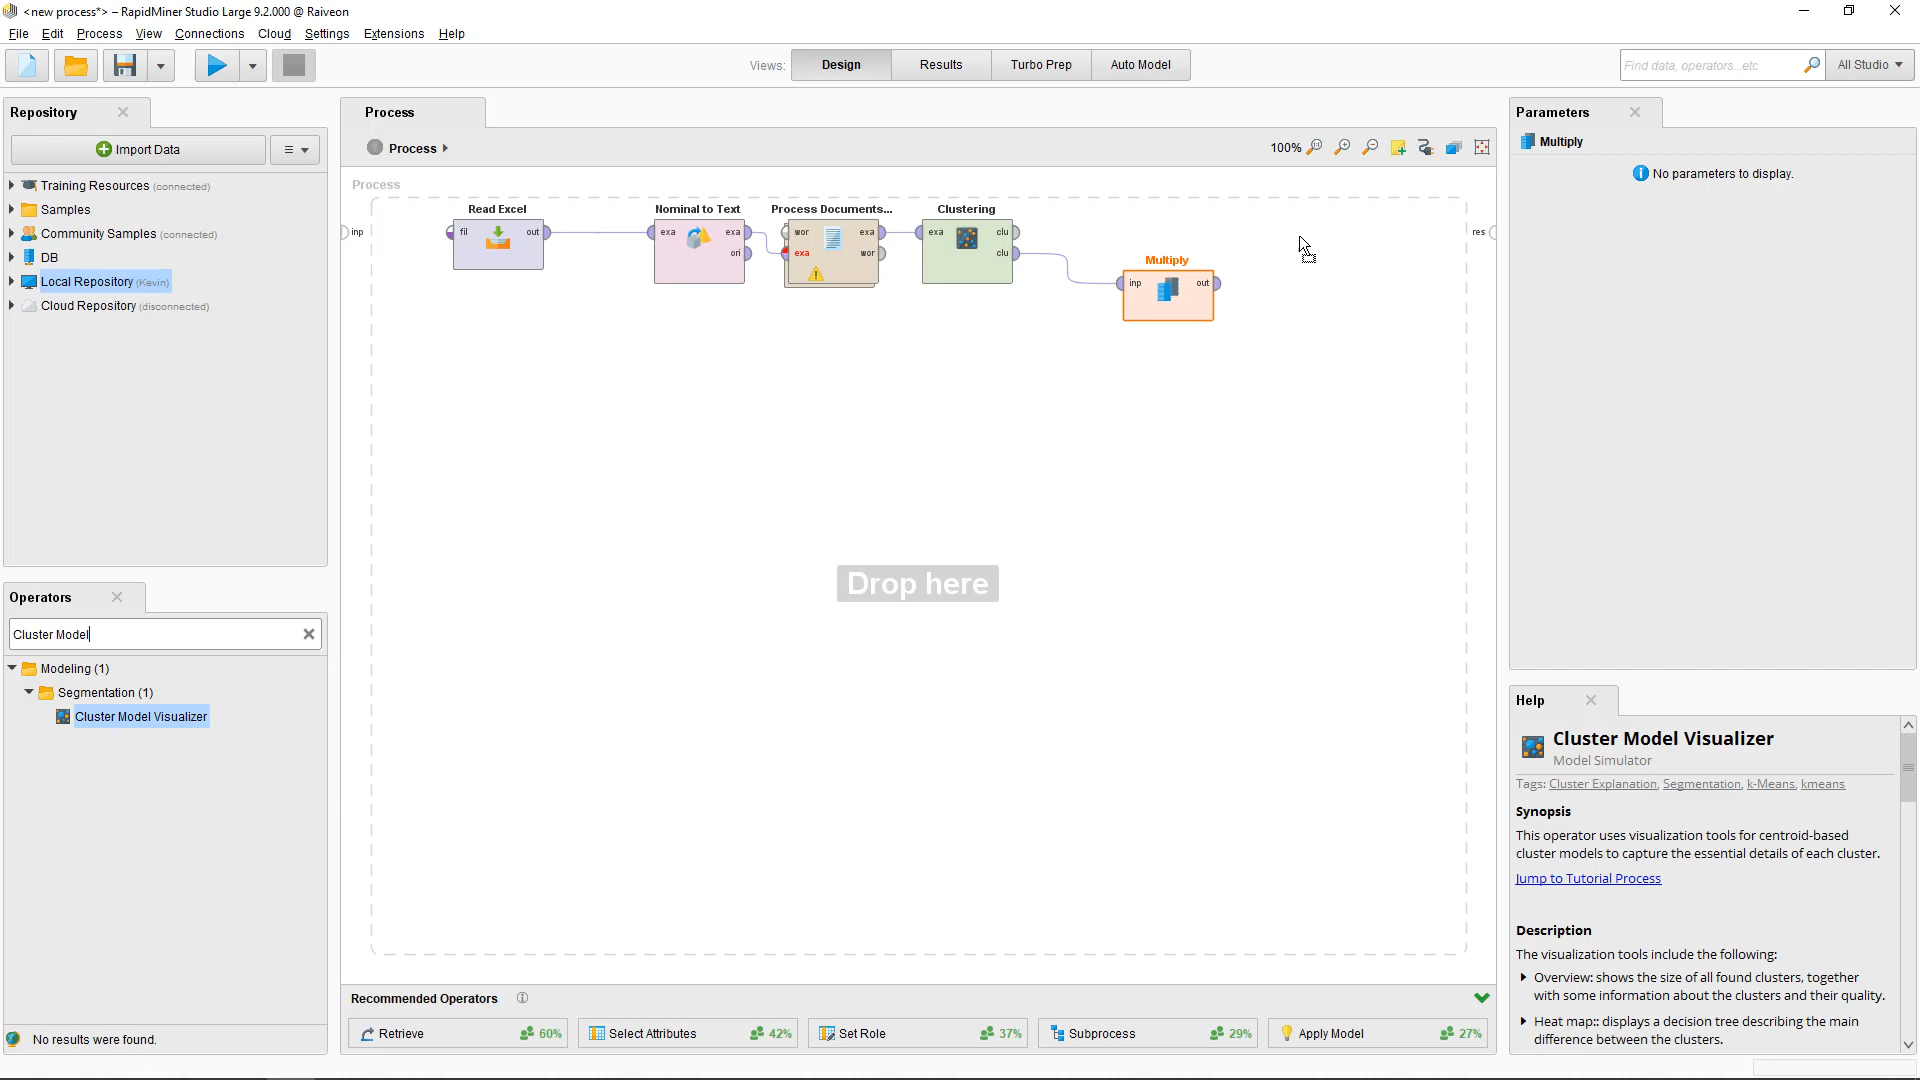 <new process*> – RapidMiner Studio Large 9.2.000 @ Raiveon
File Edit Process View Connections Cloud Settings Extensions Help
Views: Design Results Turbo Prep Auto Model
Find data, operators...etc
All Studio
Repository
Import Data
Training Resources (connected)
Samples
Community Samples (connected)
DB
Local Repository (Kevin)
Cloud Repository (disconnected)
Operators
Cluster Model
Modeling (1)
Segmentation (1)
Cluster Model Visualizer
No results were found.
Process
Process
100%
Process
inp
Read Excel
fil out
Nominal to Text
exa exa
ori
Process Documents...
wor exa
exa wor
Clustering
exa clu
clu
Multiply
inp out
res
Drop here
Recommended Operators
Retrieve 60%
Select Attributes 42%
Set Role 37%
Subprocess 29%
Apply Model 27%
Parameters
Multiply
No parameters to display.
Help
Cluster Model Visualizer
Model Simulator
Tags: Cluster Explanation, Segmentation, k-Means, kmeans
Synopsis
This operator uses visualization tools for centroid-based
cluster models to capture the essential details of each cluster.
Jump to Tutorial Process
Description
The visualization tools include the following:
Overview: shows the size of all found clusters, together
with some information about the clusters and their quality.
Heat map:: displays a decision tree describing the main
difference between the clusters.